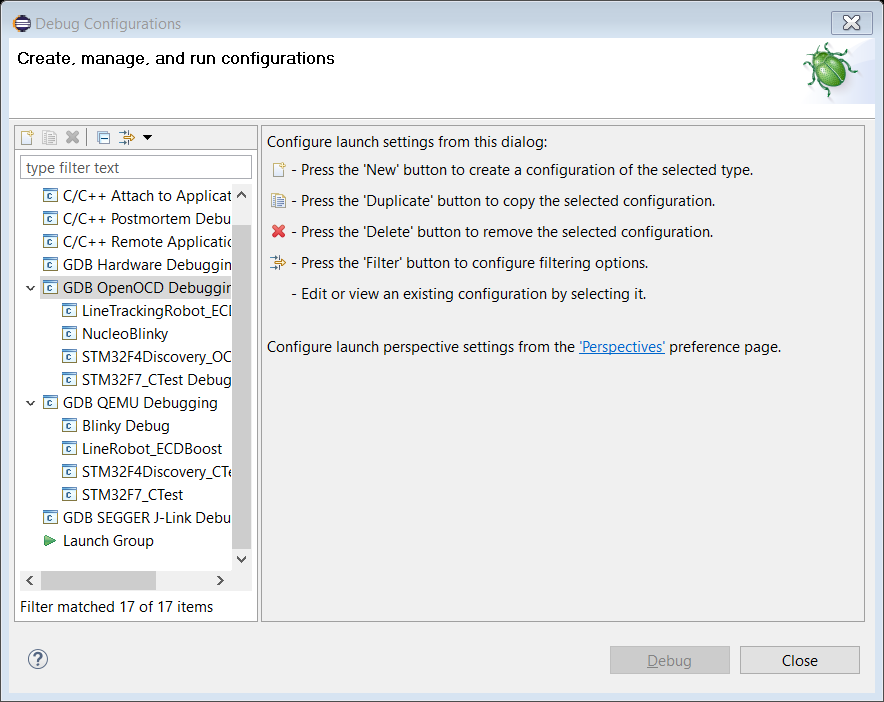 Debug Configurations
Create, manage, and run configurations
type filter text
C/C++ Attach to Applicat
C/C++ Postmortem Debu
C/C++ Remote Applicatio
GDB Hardware Debuggin
GDB OpenOCD Debuggin
LineTrackingRobot_ECD
NucleoBlinky
STM32F4Discovery_OC
STM32F7_CTest Debug
GDB QEMU Debugging
Blinky Debug
LineRobot_ECDBoost
STM32F4Discovery_CTe
STM32F7_CTest
GDB SEGGER J-Link Debu
Launch Group
Filter matched 17 of 17 items
Configure launch settings from this dialog:
- Press the 'New' button to create a configuration of the selected type.
- Press the 'Duplicate' button to copy the selected configuration.
- Press the 'Delete' button to remove the selected configuration.
- Press the 'Filter' button to configure filtering options.
- Edit or view an existing configuration by selecting it.
Configure launch perspective settings from the 'Perspectives' preference page.
Debug
Close